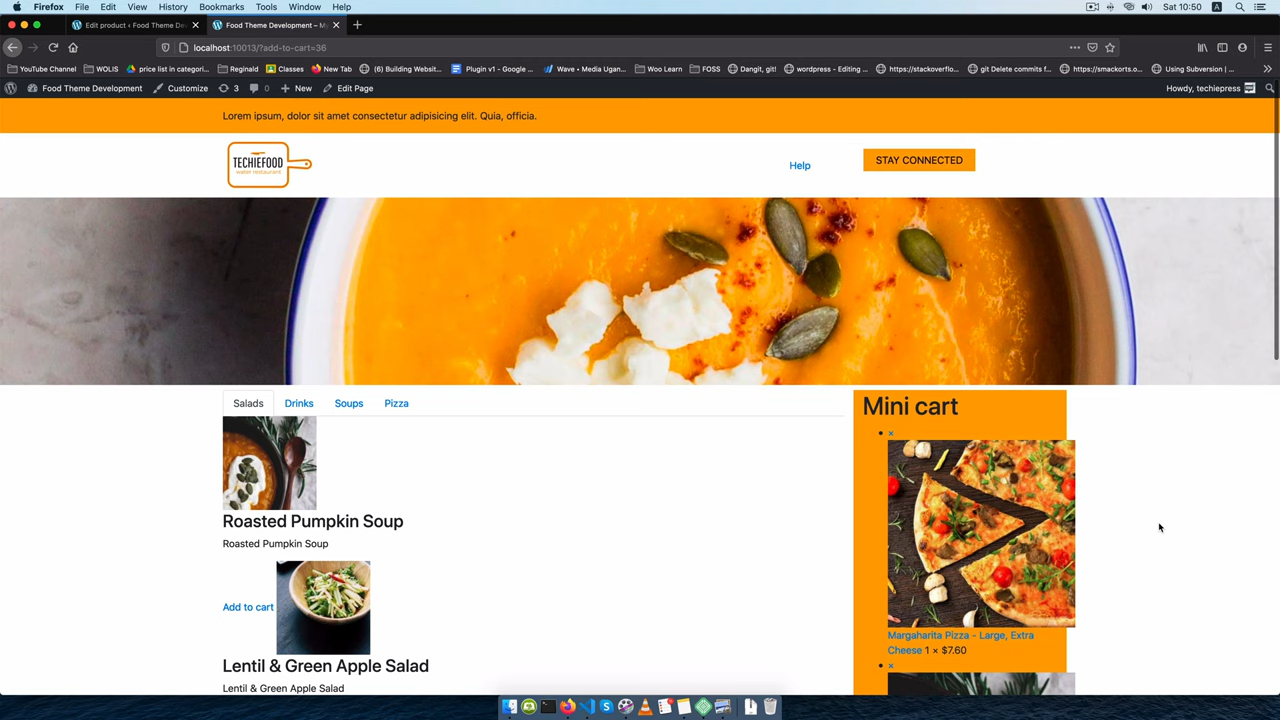 Firefox File Edit View History Bookmarks Tools Window Help Sat 10:50
Edit product ‹ Food Theme De Food Theme Development – My
localhost:10013/?add-to-cart=36
YouTube Channel WOLIS price list in categori... Reginald Classes New Tab (6) Building Websit... Plugin v1 - Google ... Wave • Media Ugan... Woo Learn FOSS Dangit, git! wordpress - Editing ... https://stackoverflo... git Delete commits f... https://smackorts.o... Using Subversion (...
Food Theme Development Customize 3 0 New Edit Page Howdy, techiepress
Lorem ipsum, dolor sit amet consectetur adipisicing elit. Quia, officia.
TECHIEFOOD
waiter restaurant
Help
STAY CONNECTED
Salads Drinks Soups Pizza
Mini cart
×
Roasted Pumpkin Soup
Roasted Pumpkin Soup
Add to cart
Margaharita Pizza - Large, Extra
Cheese 1 × $7.60
×
Lentil & Green Apple Salad
Lentil & Green Apple Salad